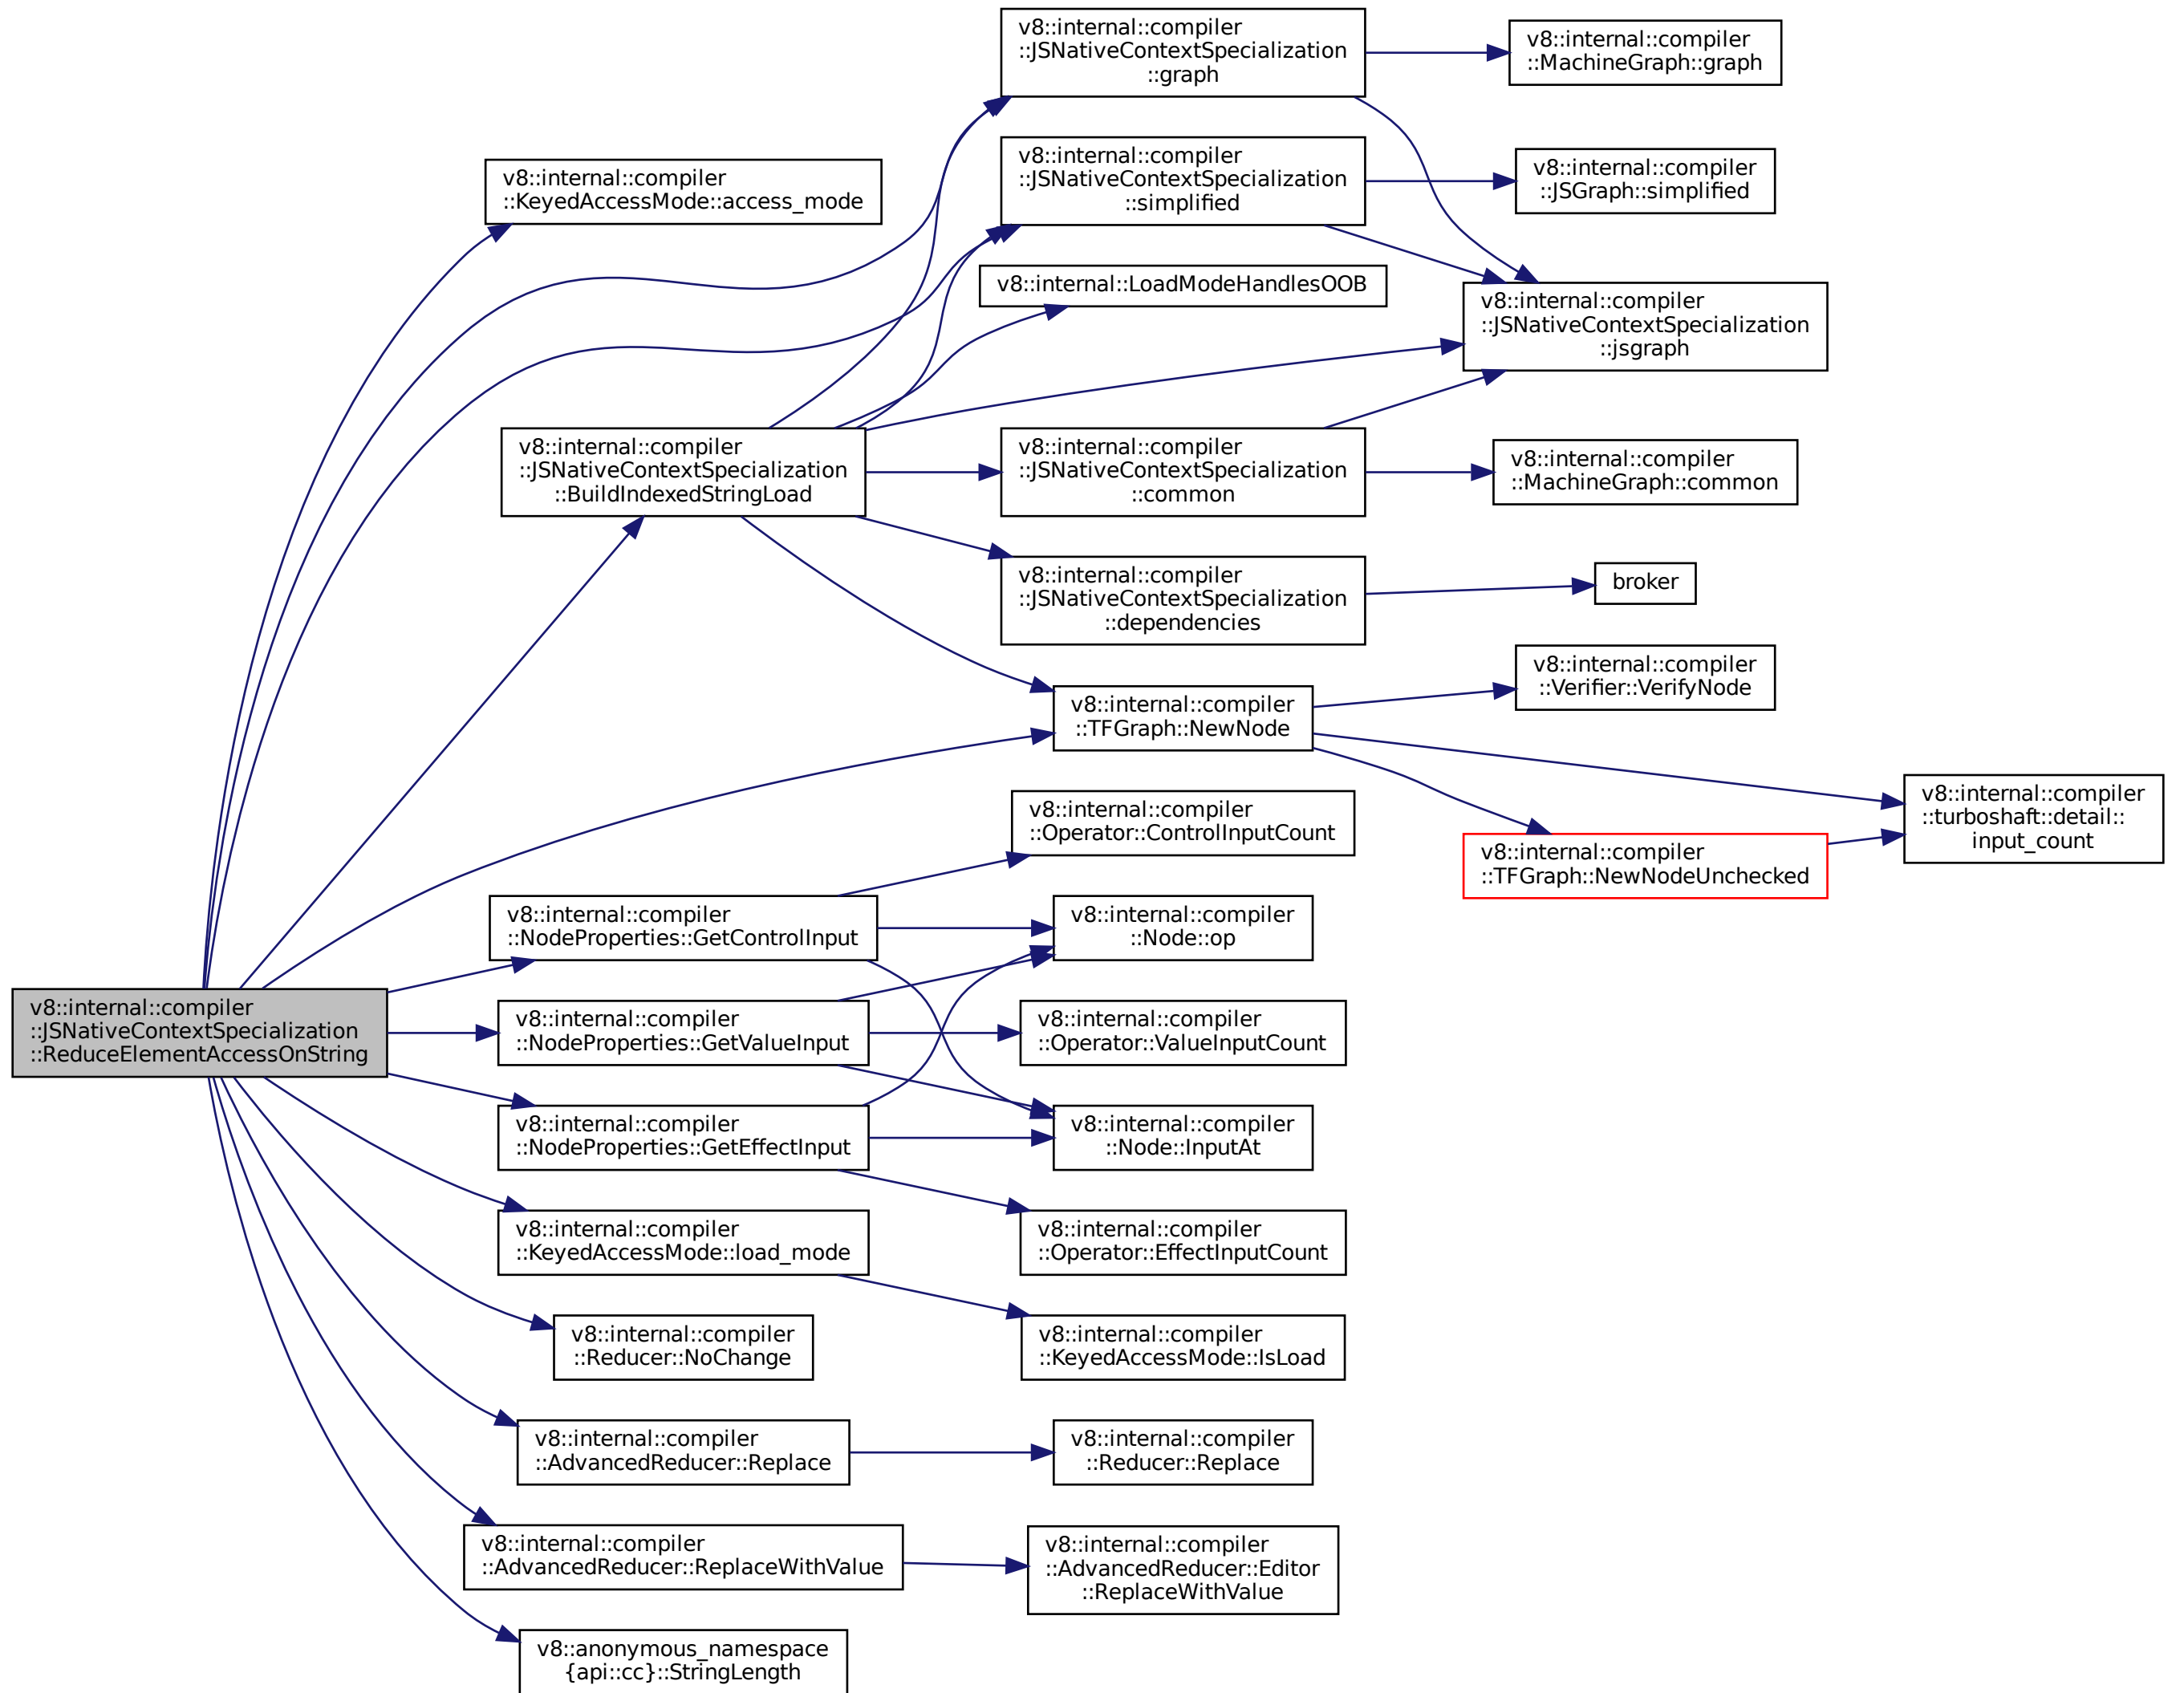 v8::internal::compiler
::JSNativeContextSpecialization
::ReduceElementAccessOnString
v8::internal::compiler
::KeyedAccessMode::access_mode
v8::internal::compiler
::JSNativeContextSpecialization
::BuildIndexedStringLoad
v8::internal::compiler
::NodeProperties::GetControlInput
v8::internal::compiler
::NodeProperties::GetValueInput
v8::internal::compiler
::NodeProperties::GetEffectInput
v8::internal::compiler
::KeyedAccessMode::load_mode
v8::internal::compiler
::Reducer::NoChange
v8::internal::compiler
::AdvancedReducer::Replace
v8::internal::compiler
::AdvancedReducer::ReplaceWithValue
v8::anonymous_namespace
{api::cc}::StringLength
v8::internal::compiler
::JSNativeContextSpecialization
::graph
v8::internal::compiler
::JSNativeContextSpecialization
::simplified
v8::internal::LoadModeHandlesOOB
v8::internal::compiler
::JSNativeContextSpecialization
::common
v8::internal::compiler
::JSNativeContextSpecialization
::dependencies
v8::internal::compiler
::TFGraph::NewNode
v8::internal::compiler
::Operator::ControlInputCount
v8::internal::compiler
::Node::op
v8::internal::compiler
::Operator::ValueInputCount
v8::internal::compiler
::Node::InputAt
v8::internal::compiler
::Operator::EffectInputCount
v8::internal::compiler
::KeyedAccessMode::IsLoad
v8::internal::compiler
::Reducer::Replace
v8::internal::compiler
::AdvancedReducer::Editor
::ReplaceWithValue
v8::internal::compiler
::MachineGraph::graph
v8::internal::compiler
::JSGraph::simplified
v8::internal::compiler
::JSNativeContextSpecialization
::jsgraph
v8::internal::compiler
::MachineGraph::common
broker
v8::internal::compiler
::Verifier::VerifyNode
v8::internal::compiler
::TFGraph::NewNodeUnchecked
v8::internal::compiler
::turboshaft::detail::
input_count